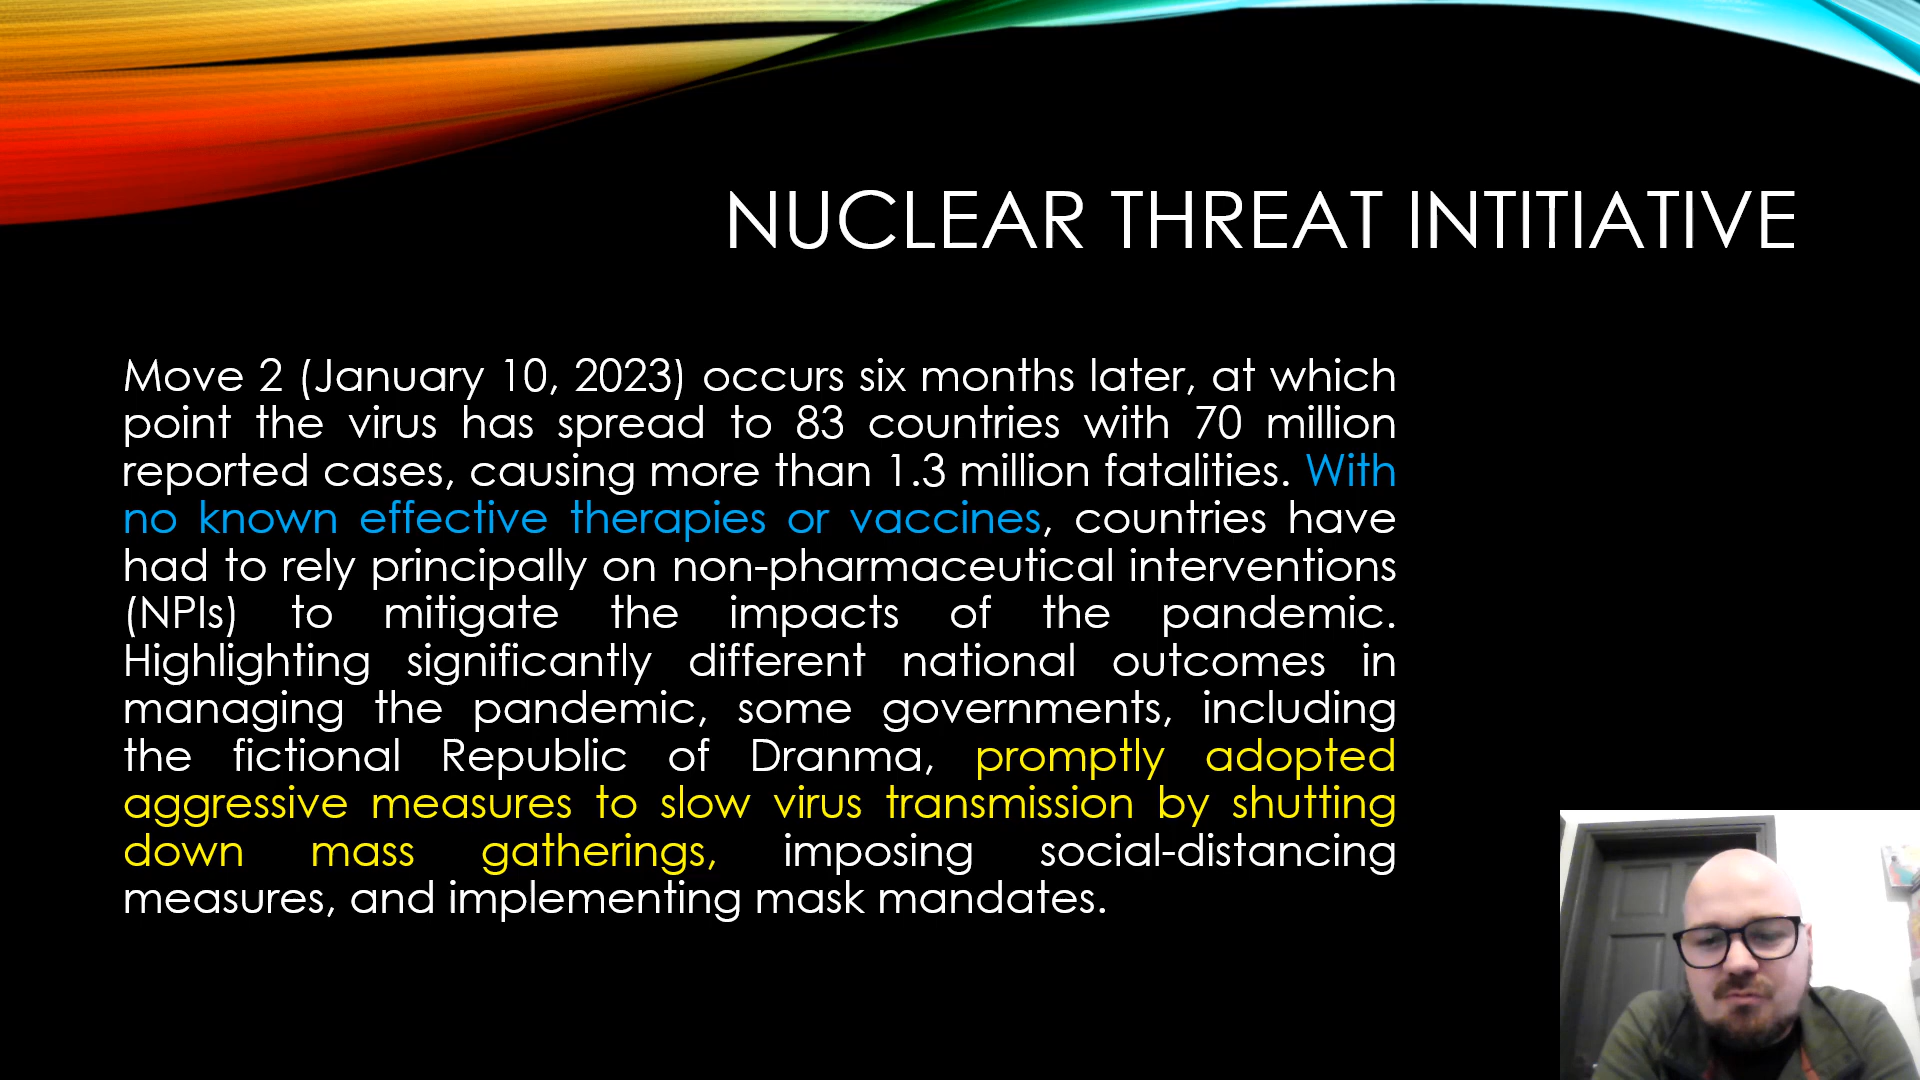 NUCLEAR THREAT INTITIATIVE
Move 2 (January 10, 2023) occurs six months later, at which
point the virus has spread to 83 countries with 70 million
reported cases, causing more than 1.3 million fatalities. With
no known effective therapies or vaccines, countries have
had to rely principally on non-pharmaceutical interventions
(NPIs) to mitigate the impacts of the pandemic.
Highlighting significantly different national outcomes in
managing the pandemic, some governments, including
the fictional Republic of Dranma, promptly adopted
aggressive measures to slow virus transmission by shutting
down mass gatherings, imposing social-distancing
measures, and implementing mask mandates.